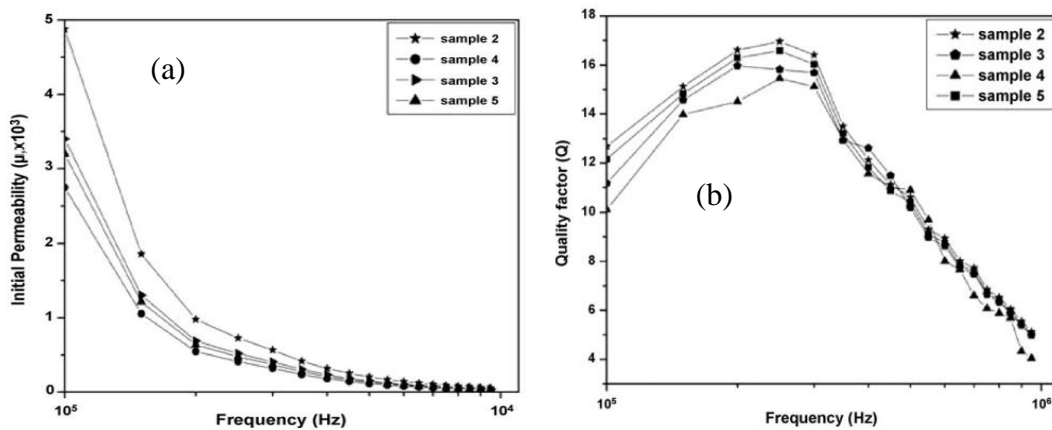 (a)
Initial Permeability (μ,x10³)
5
4
3
2
1
0
10⁵
10⁴
Frequency (Hz)
sample 2
sample 4
sample 3
sample 5
(b)
Quality factor (Q)
18
16
14
12
10
8
6
4
10⁵
10⁶
Frequency (Hz)
sample 2
sample 3
sample 4
sample 5